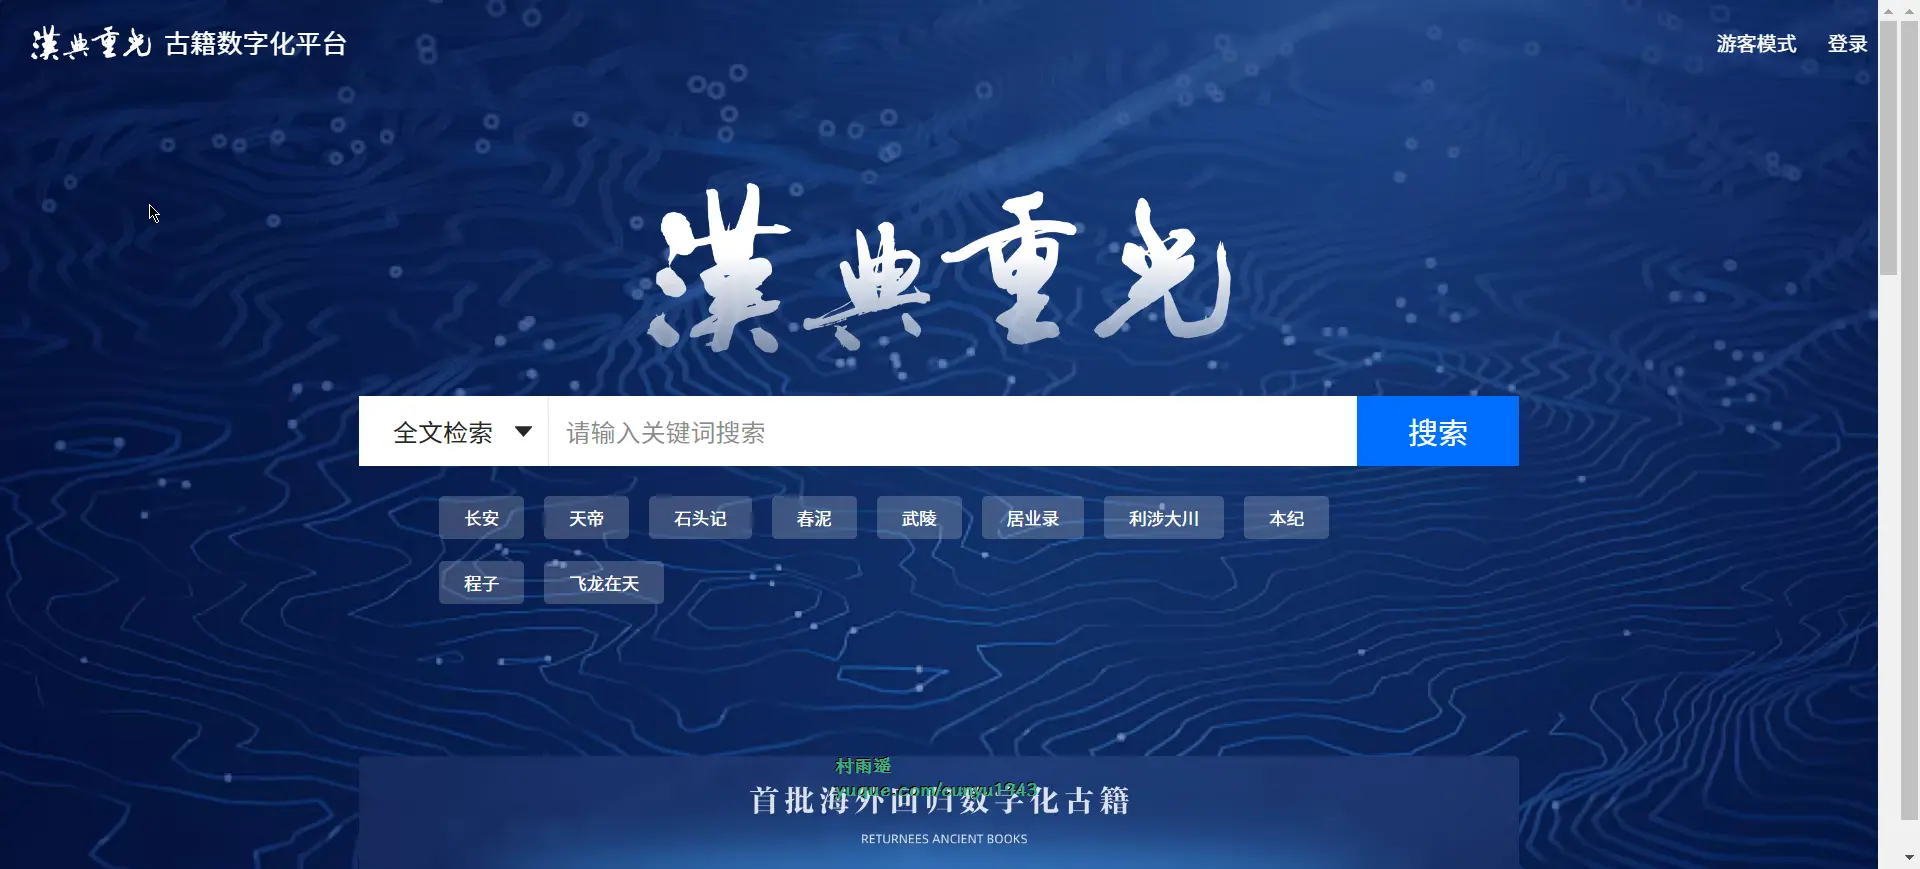 漢典重光 古籍数字化平台
游客模式 登录
漢典重光
全文检索 请输入关键词搜索 搜索
长安 天帝 石头记 春泥 武陵 居业录 利涉大川 本纪
程子 飞龙在天
村雨遥
yuque.com/cunyu1943
首批海外回归数字化古籍
RETURNEES ANCIENT BOOKS